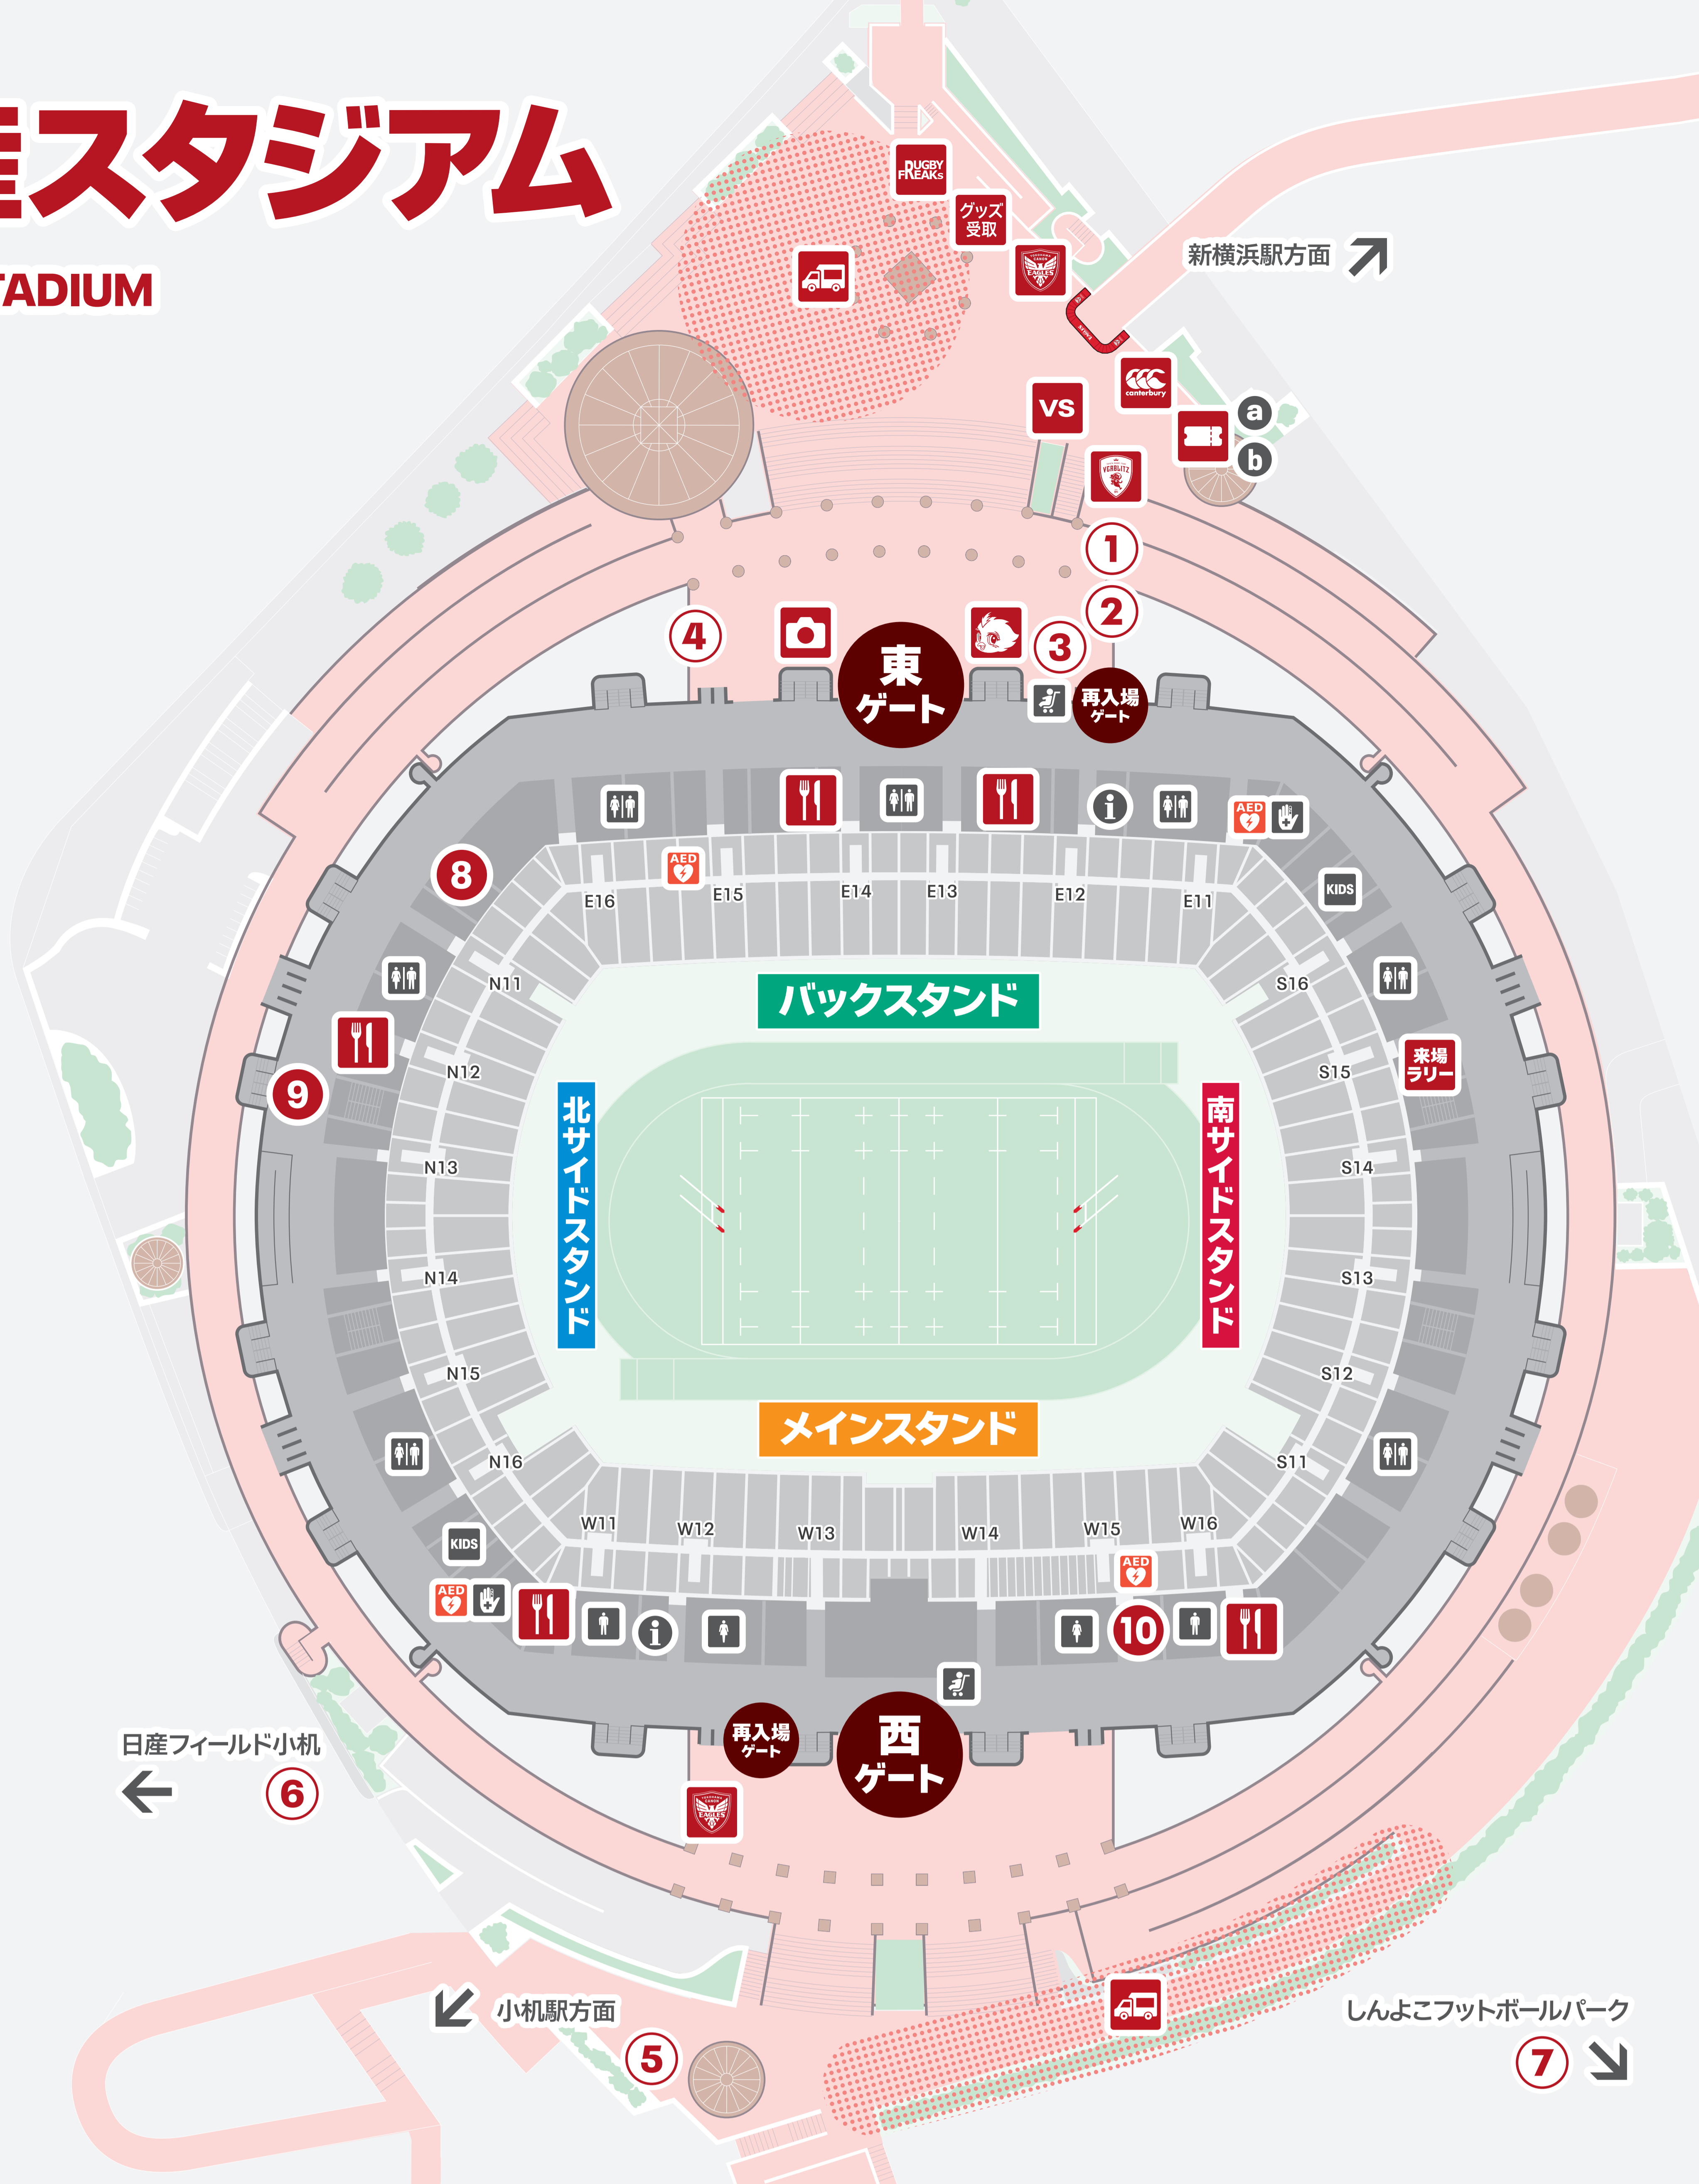 スタジアム
TADIUM
RUGBY
FREAKs
グッズ
受取
新横浜駅方面
YOKOHAMA
CANON
EAGLES
canterbury
VS
a
b
VERBLITZ
1
2
3
4
東
ゲート
再入場
ゲート
AED
KIDS
8
AED
E16
E15
E14
E13
E12
E11
N11
S16
バックスタンド
9
N12
S15
来場
ラリー
北サイドスタンド
南サイドスタンド
N13
S14
N14
S13
N15
S12
メインスタンド
N16
S11
W11
W12
W13
W14
W15
W16
KIDS
AED
AED
10
再入場
ゲート
西
ゲート
日産フィールド小机
6
YOKOHAMA
CANON
EAGLES
小机駅方面
5
しんよこフットボールパーク
7